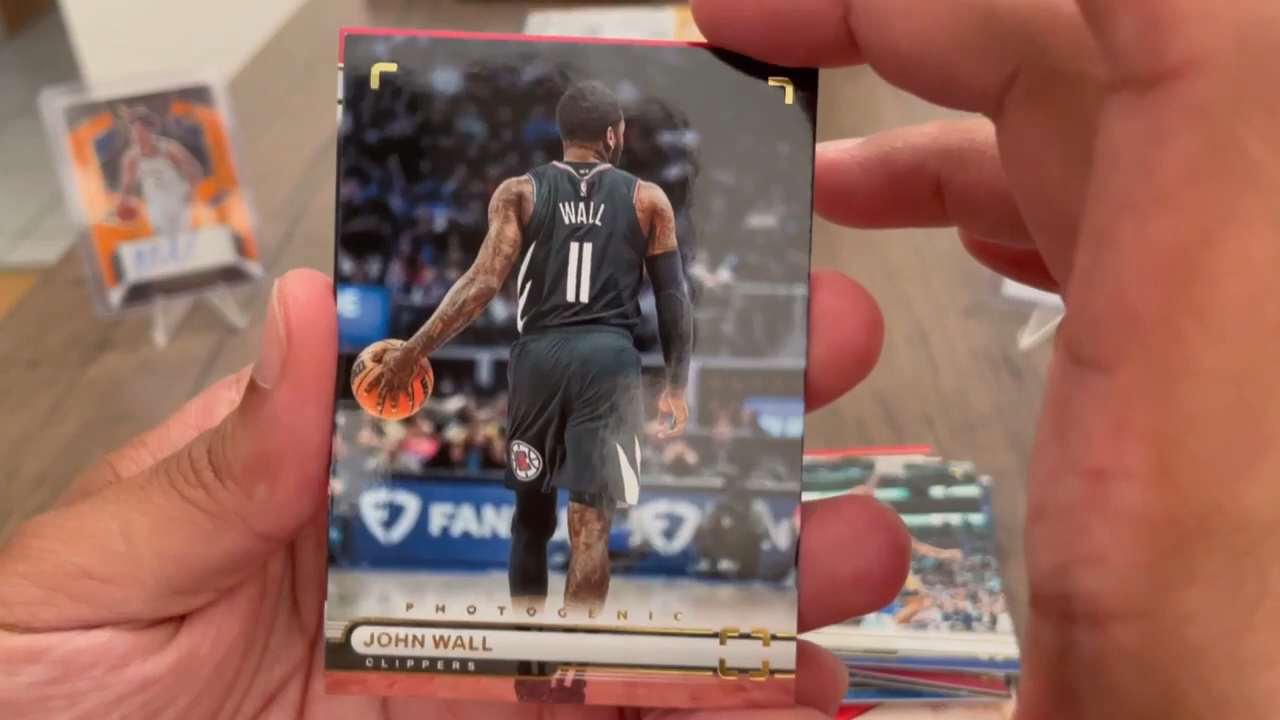 WALL
11
FAN
PHOTOGENIC
JOHN WALL
CLIPPERS